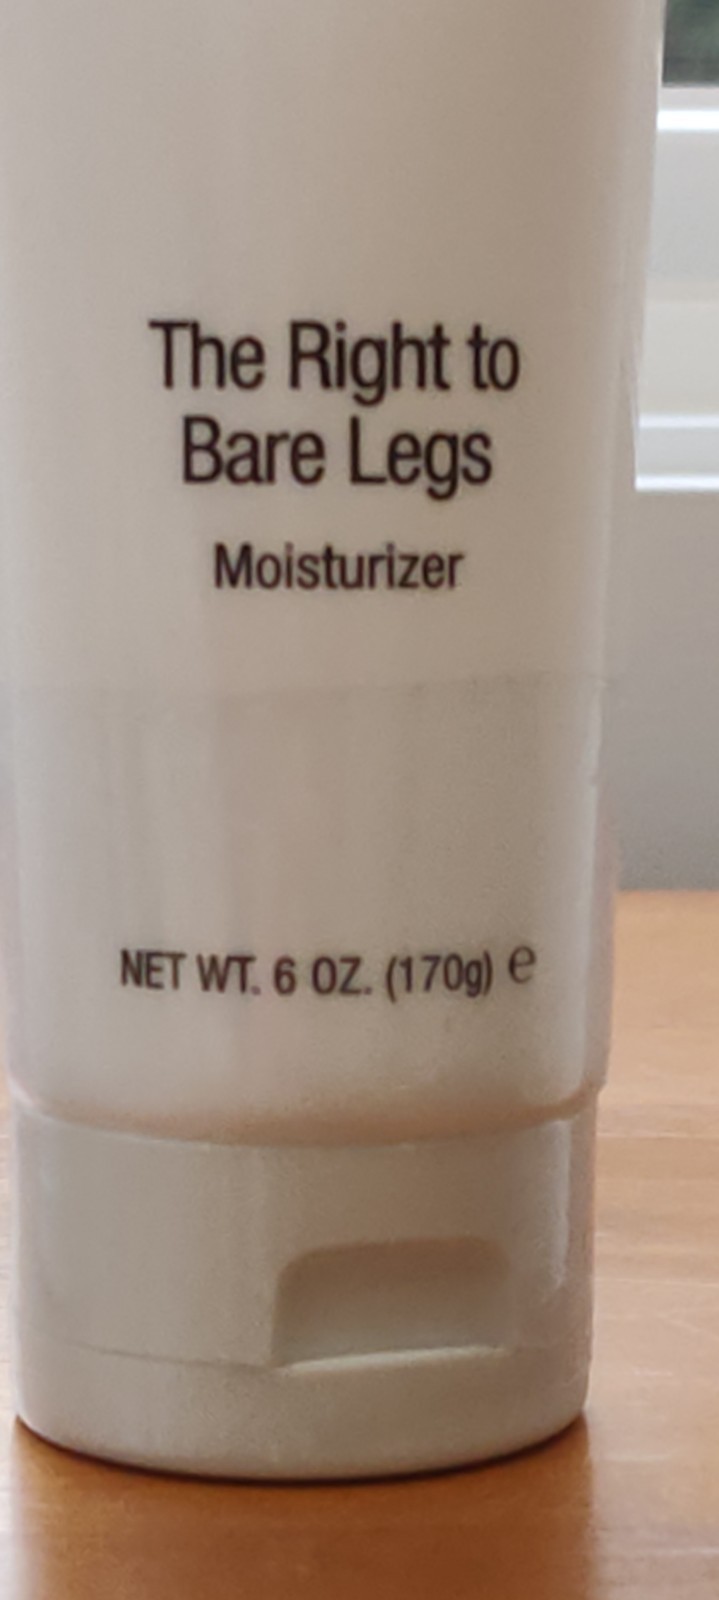 The Right to
Bare Legs
Moisturizer
NET WT. 6 OZ. (170g) ℮